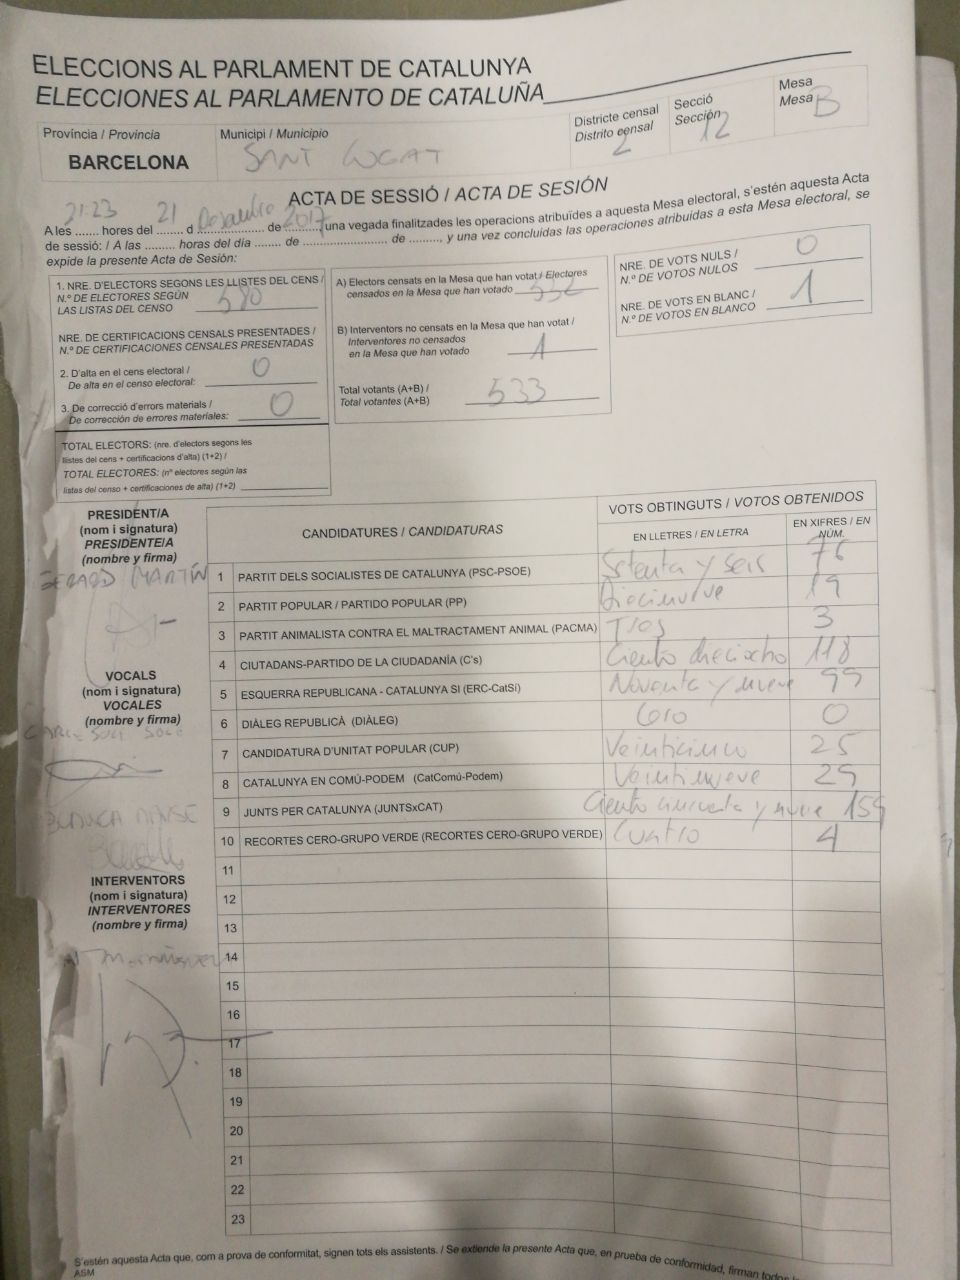 ELECCIONS AL PARLAMENT DE CATALUNYA
ELECCIONES AL PARLAMENTO DE CATALUÑA
Província / Provincia
BARCELONA
Municipi / Municipio
SANT CUGAT
Districte censal
Distrito censal
2
Secció
Sección
12
Mesa
Mesa
B
ACTA DE SESSIÓ / ACTA DE SESIÓN
21:23 21 Desembre 2017
A les ....... hores del ........ d ...................... de ..........., una vegada finalitzades les operacions atribuïdes a aquesta Mesa electoral, s'estén aquesta Acta
de sessió: / A las ......... horas del día ........ de ......................... de ........., y una vez concluidas las operaciones atribuidas a esta Mesa electoral, se
expide la presente Acta de Sesión:
1. NRE. D'ELECTORS SEGONS LES LLISTES DEL CENS /
N.º DE ELECTORES SEGÚN
LAS LISTAS DEL CENSO 580
NRE. DE CERTIFICACIONS CENSALS PRESENTADES /
N.º DE CERTIFICACIONES CENSALES PRESENTADAS
2. D'alta en el cens electoral /
De alta en el censo electoral: 0
3. De correcció d'errors materials /
De corrección de errores materiales: 0
TOTAL ELECTORS: (nre. d'electors segons les
llistes del cens + certificacions d'alta) (1+2) /
TOTAL ELECTORES: (nº electores según las
listas del censo + certificaciones de alta) (1+2)
A) Electors censats en la Mesa que han votat / Electores
censados en la Mesa que han votado 532
B) Interventors no censats en la Mesa que han votat /
Interventores no censados
en la Mesa que han votado 1
Total votants (A+B) /
Total votantes (A+B) 533
NRE. DE VOTS NULS /
N.º DE VOTOS NULOS 0
NRE. DE VOTS EN BLANC /
N.º DE VOTOS EN BLANCO 1
PRESIDENT/A
(nom i signatura)
PRESIDENTE/A
(nombre y firma)
MARTÍN
VOCALS
(nom i signatura)
VOCALES
(nombre y firma)
BLANCA
INTERVENTORS
(nom i signatura)
INTERVENTORES
(nombre y firma)
CANDIDATURES / CANDIDATURAS
VOTS OBTINGUTS / VOTOS OBTENIDOS
EN LLETRES / EN LETRA
EN XIFRES / EN NÚM.
1 PARTIT DELS SOCIALISTES DE CATALUNYA (PSC-PSOE) Setenta y seis 76
2 PARTIT POPULAR / PARTIDO POPULAR (PP) Diecinueve 19
3 PARTIT ANIMALISTA CONTRA EL MALTRACTAMENT ANIMAL (PACMA) Tres 3
4 CIUTADANS-PARTIDO DE LA CIUDADANÍA (C's) Ciento dieciocho 118
5 ESQUERRA REPUBLICANA - CATALUNYA SI (ERC-CatSí) Noventa y nueve 99
6 DIÀLEG REPUBLICÀ (DIÀLEG) Cero 0
7 CANDIDATURA D'UNITAT POPULAR (CUP) Veinticinco 25
8 CATALUNYA EN COMÚ-PODEM (CatComú-Podem) Veintinueve 29
9 JUNTS PER CATALUNYA (JUNTSxCAT) Ciento cincuenta y nueve 159
10 RECORTES CERO-GRUPO VERDE (RECORTES CERO-GRUPO VERDE) Cuatro 4
11
12
13
14
15
16
17
18
19
20
21
22
23
S'estén aquesta Acta que, com a prova de conformitat, signen tots els assistents. / Se extiende la presente Acta que, en prueba de conformidad, firman todos
ASM